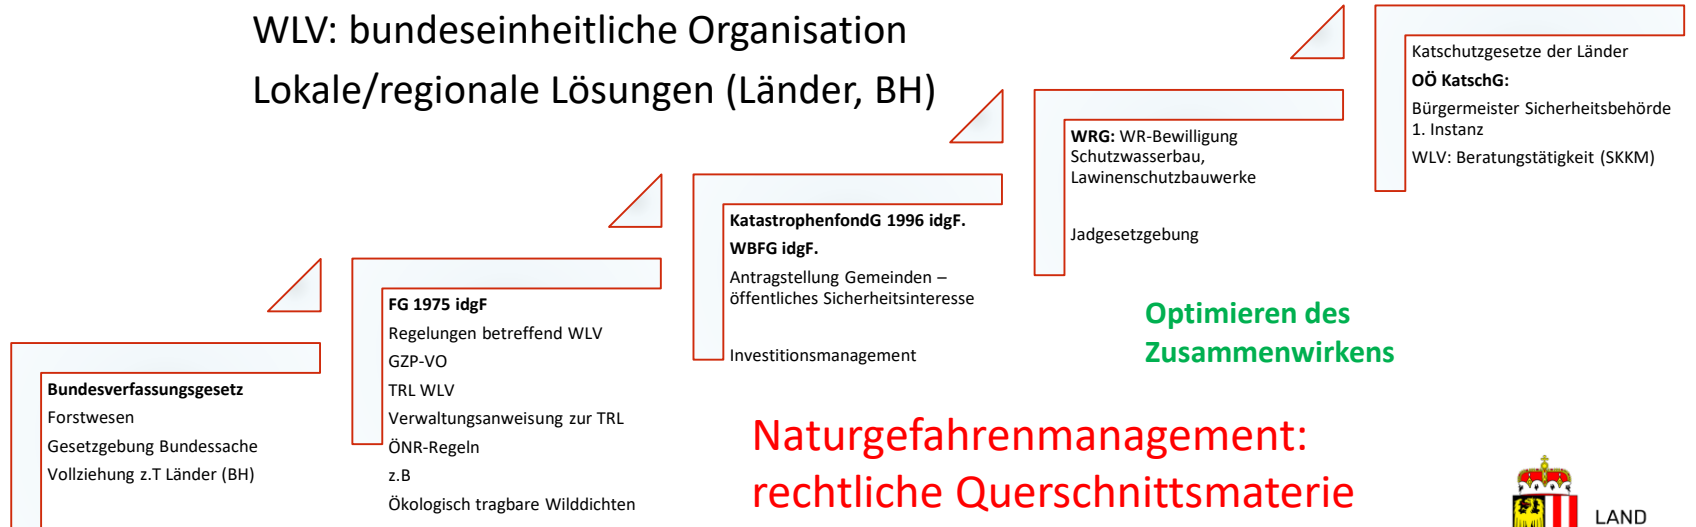 WLV: bundeseinheitliche Organisation
Lokale/regionale Lösungen (Länder, BH)
Bundesverfassungsgesetz
Forstwesen
Gesetzgebung Bundessache
Vollziehung z.T Länder (BH)
FG 1975 idgF
Regelungen betreffend WLV
GZP-VO
TRL WLV
Verwaltungsanweisung zur TRL
ÖNR-Regeln
z.B
Ökologisch tragbare Wilddichten
KatastrophenfondG 1996 idgF.
WBFG idgF.
Antragstellung Gemeinden –
öffentliches Sicherheitsinteresse
Investitionsmanagement
WRG: WR-Bewilligung
Schutzwasserbau,
Lawinenschutzbauwerke
Jadgesetzgebung
Katschutzgesetze der Länder
OÖ KatschG:
Bürgermeister Sicherheitsbehörde
1. Instanz
WLV: Beratungstätigkeit (SKKM)
Optimieren des
Zusammenwirkens
Naturgefahrenmanagement:
rechtliche Querschnittsmaterie
LAND